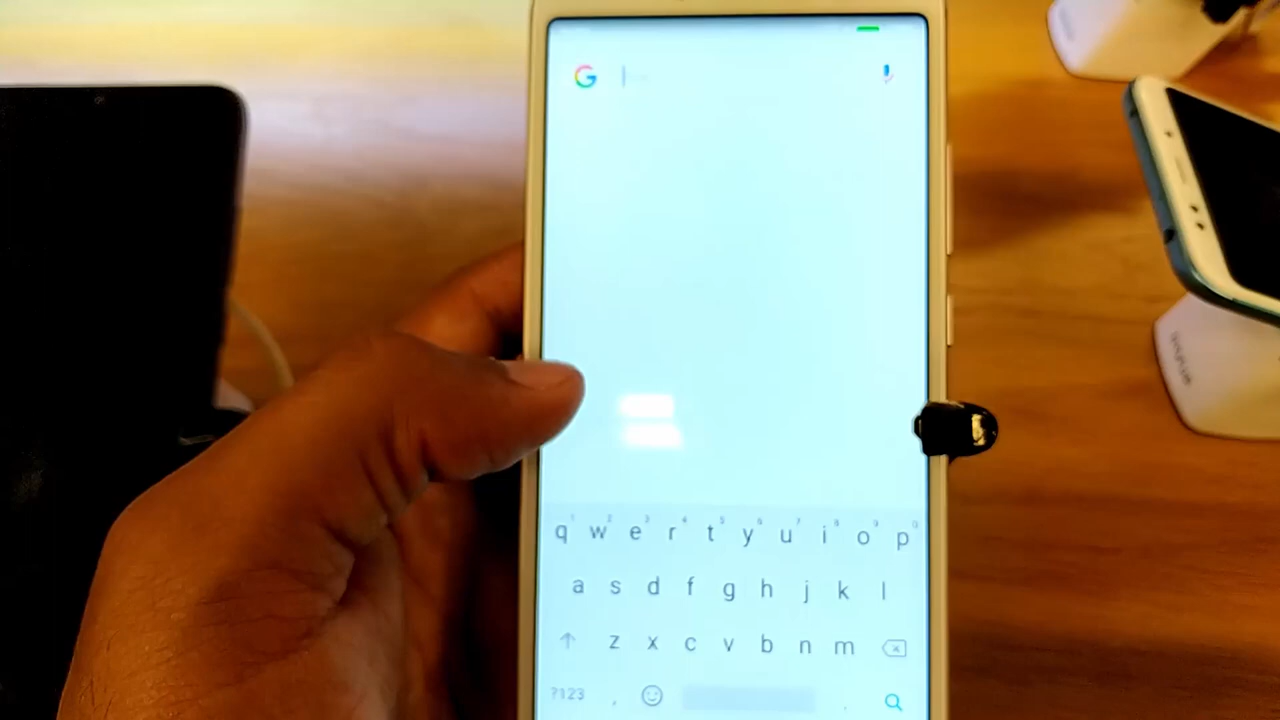 G
q w e r t y u i o p
a s d f g h j k l
z x c v b n m
?123 , .